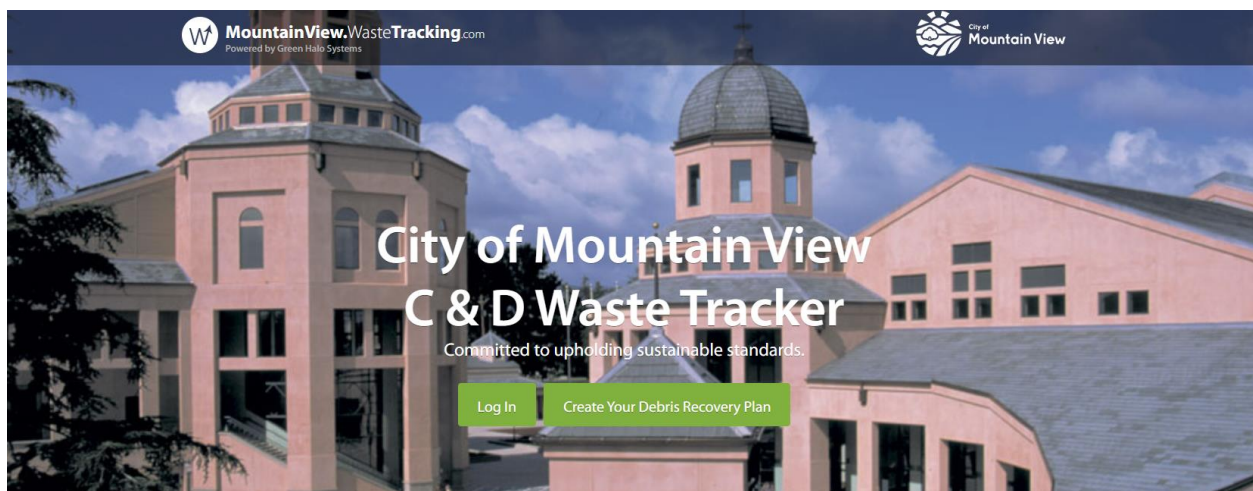 MountainView.WasteTracking.com
Powered by Green Halo Systems
City of
Mountain View
City of Mountain View
C & D Waste Tracker
Committed to upholding sustainable standards.
Log In
Create Your Debris Recovery Plan